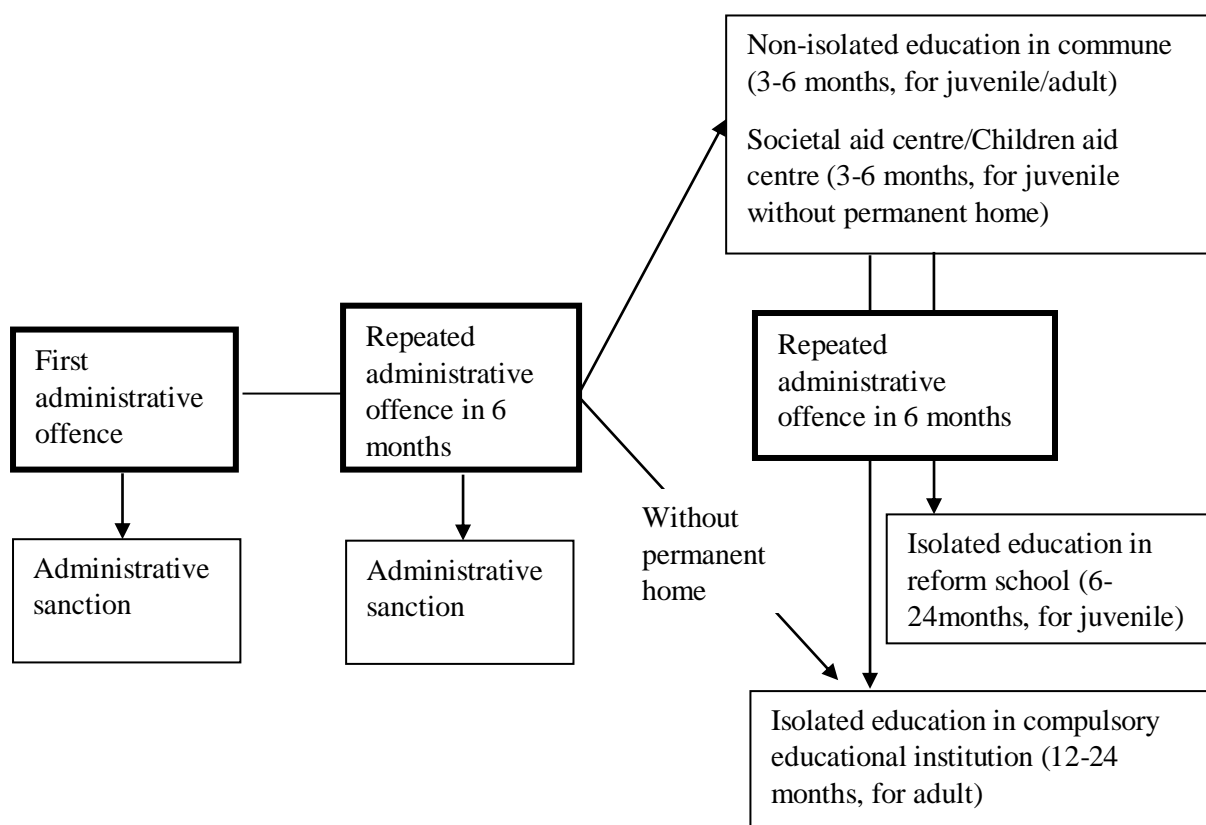 Non-isolated education in commune
(3-6 months, for juvenile/adult)
Societal aid centre/Children aid
centre (3-6 months, for juvenile
without permanent home)
First
administrative
offence
Repeated
administrative
offence in 6
months
Repeated
administrative
offence in 6 months
Administrative
sanction
Administrative
sanction
Without
permanent
home
Isolated education in
reform school (6-
24months, for juvenile)
Isolated education in compulsory
educational institution (12-24
months, for adult)